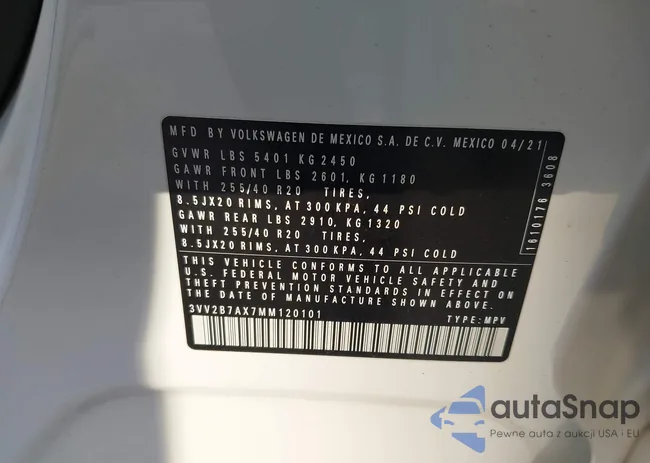 MFD BY VOLKSWAGEN DE MEXICO S.A. DE C.V. MEXICO 04/21
GVWR LBS 5401 KG 2450
GAWR FRONT LBS 2601, KG 1180
WITH 255/40 R20 TIRES,
8.5JX20 RIMS, AT 300 KPA, 44 PSI COLD
GAWR REAR LBS 2910, KG 1320
WITH 255/40 R20 TIRES,
8.5JX20 RIMS, AT 300 KPA, 44 PSI COLD
THIS VEHICLE CONFORMS TO ALL APPLICABLE
U.S. FEDERAL MOTOR VEHICLE SAFETY AND
THEFT PREVENTION STANDARDS IN EFFECT ON
THE DATE OF MANUFACTURE SHOWN ABOVE.
3VV2B7AX7MM120101 TYPE: MPV
1610176 3608
autaSnap
Pewne auta z aukcji USA i EU